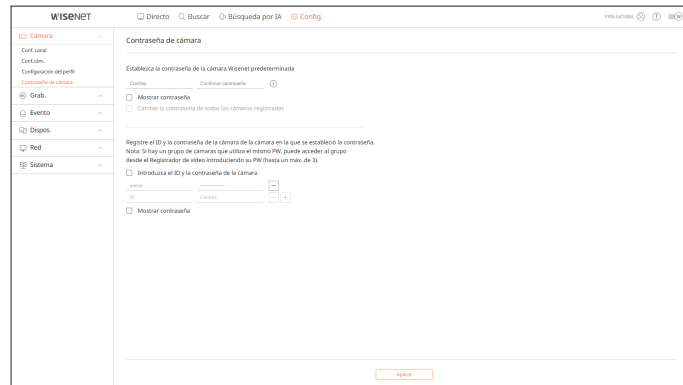 WISENET
Directo Buscar Búsqueda por IA Config.
PRN-6410B4
Cámara
Conf. canal
Conf.cám.
Configuración del perfil
Contraseña de cámara
Grab.
Evento
Dispos.
Red
Sistema
Contraseña de cámara
Establezca la contraseña de la cámara Wisenet predeterminada
Contras Confirmar contraseña
Mostrar contraseña
Cambie la contraseña de todas las cámaras registradas
Registre el ID y la contraseña de la cámara de la cámara en la que se estableció la contraseña.
Nota: Si hay un grupo de cámaras que utiliza el mismo PW, puede acceder al grupo
desde el Registrador de vídeo introduciendo su PW (hasta un máx. de 3).
Introduzca el ID y la contraseña de la cámara
admin
ID Contras
Mostrar contraseña
Aplicar